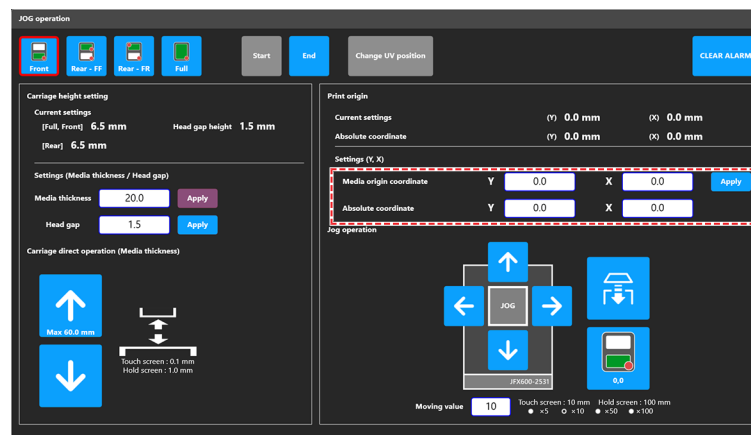 JOG operation
Front
Rear - FF
Rear - FR
Full
Start
End
Change UV position
CLEAR ALARM
Carriage height setting
Current settings
[Full, Front] 6.5 mm Head gap height 1.5 mm
[Rear] 6.5 mm
Settings (Media thickness / Head gap)
Media thickness 20.0 Apply
Head gap 1.5 Apply
Carriage direct operation (Media thickness)
Max 60.0 mm
Touch screen : 0.1 mm
Hold screen : 1.0 mm
Print origin
Current settings (Y) 0.0 mm (X) 0.0 mm
Absolute coordinate (Y) 0.0 mm (X) 0.0 mm
Settings (Y, X)
Media origin coordinate Y 0.0 X 0.0 Apply
Absolute coordinate Y 0.0 X 0.0
Jog operation
JOG
JFX600-2531
0,0
Moving value 10 Touch screen : 10 mm Hold screen : 100 mm
×5 ×10 ×50 ×100